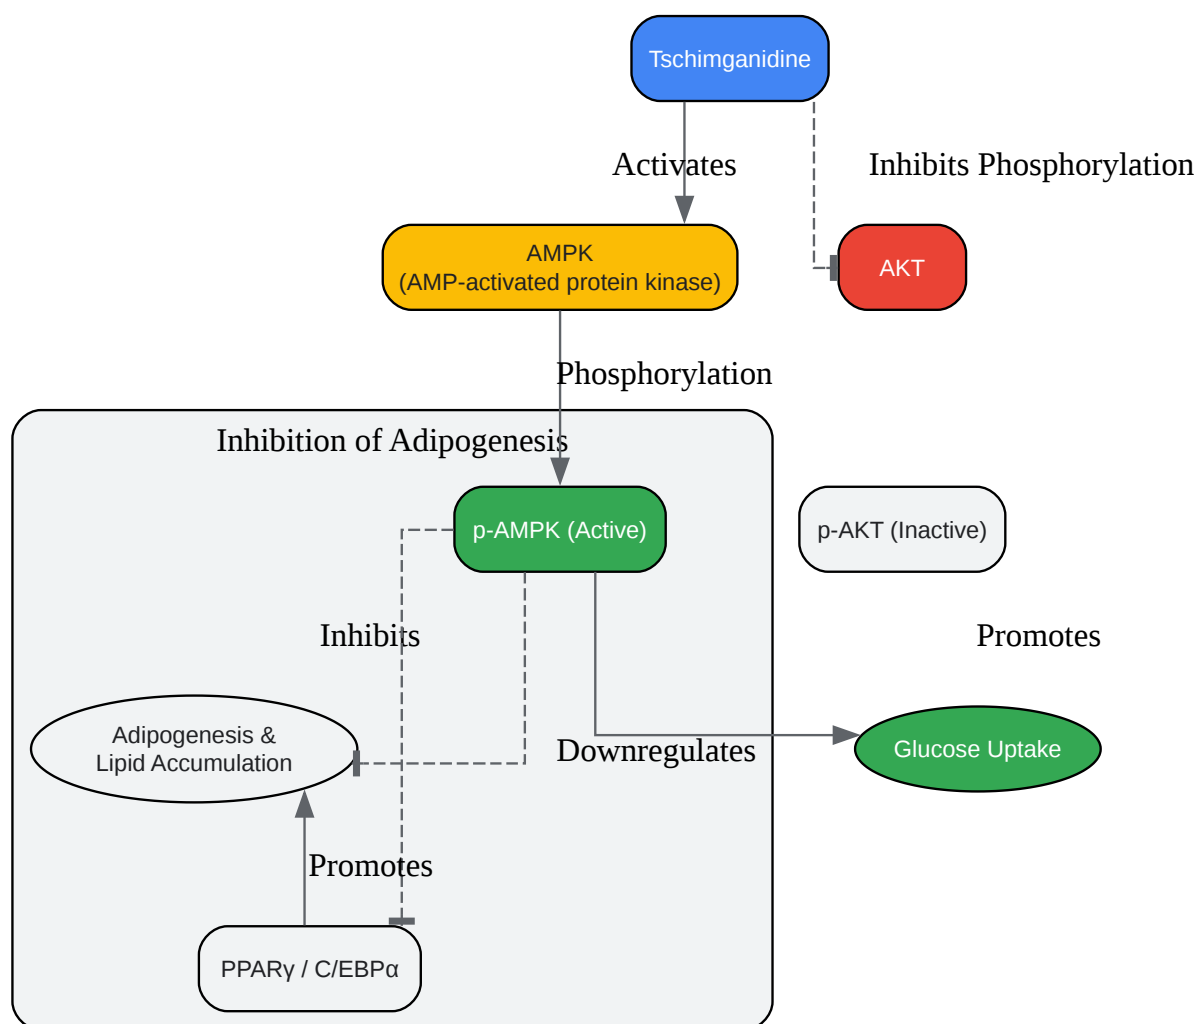 Tschimganidine
Activates
Inhibits Phosphorylation
AMPK
(AMP-activated protein kinase)
AKT
Phosphorylation
Inhibition of Adipogenesis
p-AMPK (Active)
p-AKT (Inactive)
Inhibits
Promotes
Adipogenesis &
Lipid Accumulation
Downregulates
Glucose Uptake
Promotes
PPARγ / C/EBPα